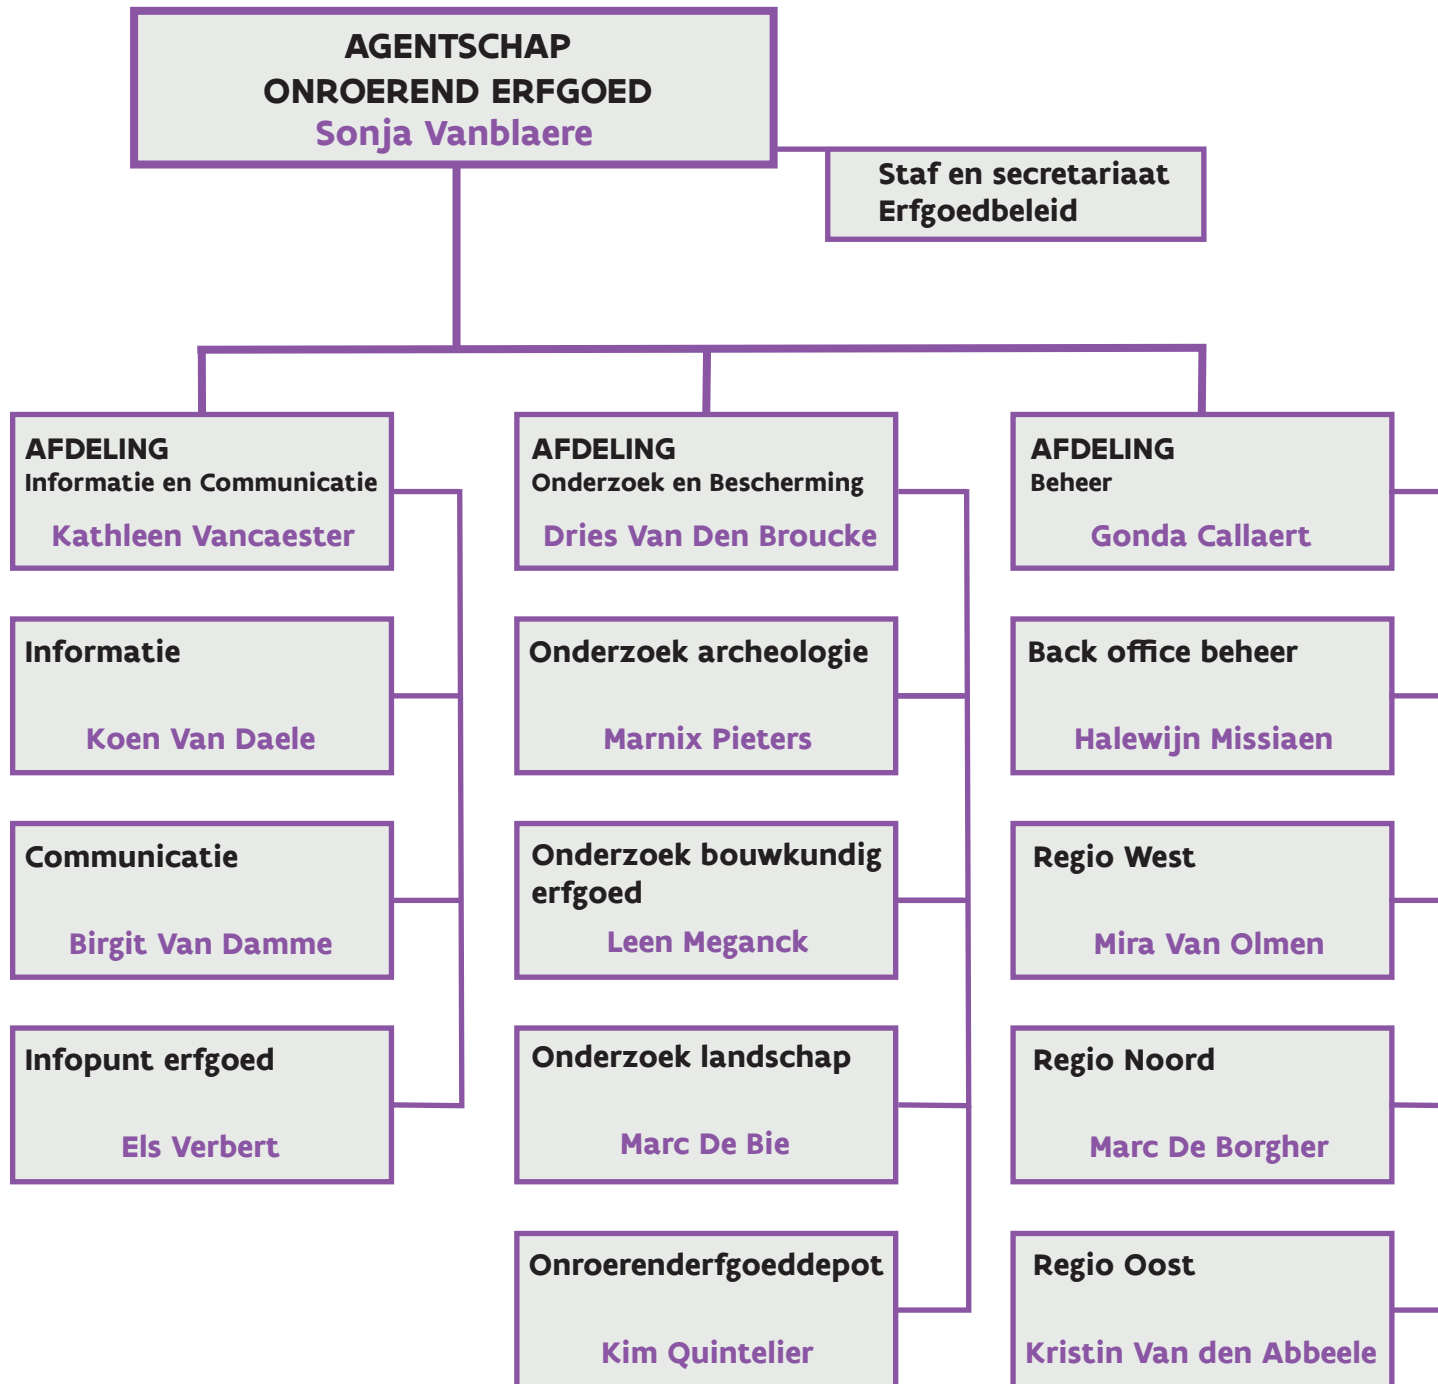 AGENTSCHAP
ONROEREND ERFGOED
Sonja Vanblaere
Staf en secretariaat
Erfgoedbeleid
AFDELING
Informatie en Communicatie
Kathleen Vancaester
Informatie
Koen Van Daele
Communicatie
Birgit Van Damme
Infopunt erfgoed
Els Verbert
AFDELING
Onderzoek en Bescherming
Dries Van Den Broucke
Onderzoek archeologie
Marnix Pieters
Onderzoek bouwkundig
erfgoed
Leen Meganck
Onderzoek landschap
Marc De Bie
Onroerenderfgoeddepot
Kim Quintelier
AFDELING
Beheer
Gonda Callaert
Back office beheer
Halewijn Missiaen
Regio West
Mira Van Olmen
Regio Noord
Marc De Borgher
Regio Oost
Kristin Van den Abbeele